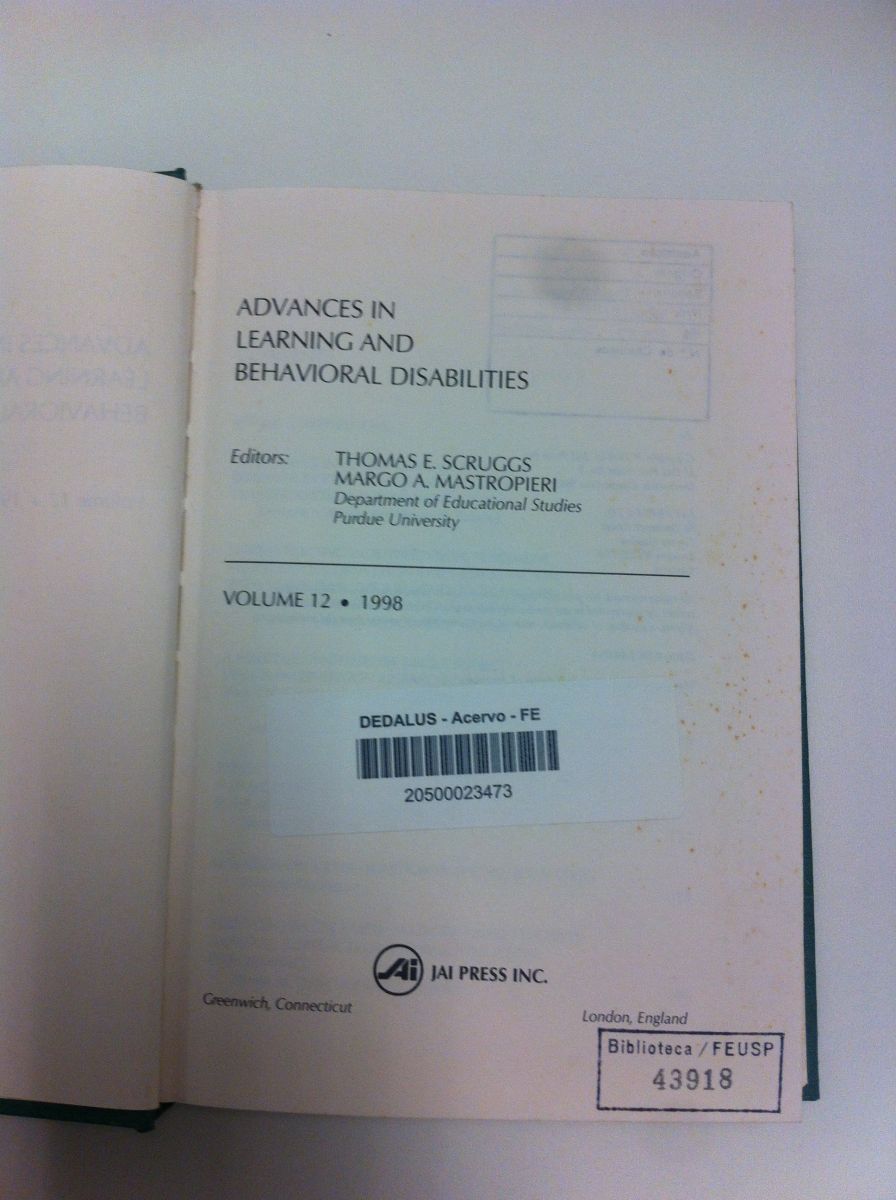 ADVANCES IN
LEARNING AND
BEHAVIORAL DISABILITIES
Editors: THOMAS E. SCRUGGS
MARGO A. MASTROPIERI
Department of Educational Studies
Purdue University
VOLUME 12 • 1998
DEDALUS - Acervo - FE
20500023473
JAI PRESS INC.
Greenwich, Connecticut
London, England
Biblioteca / FEUSP
43918